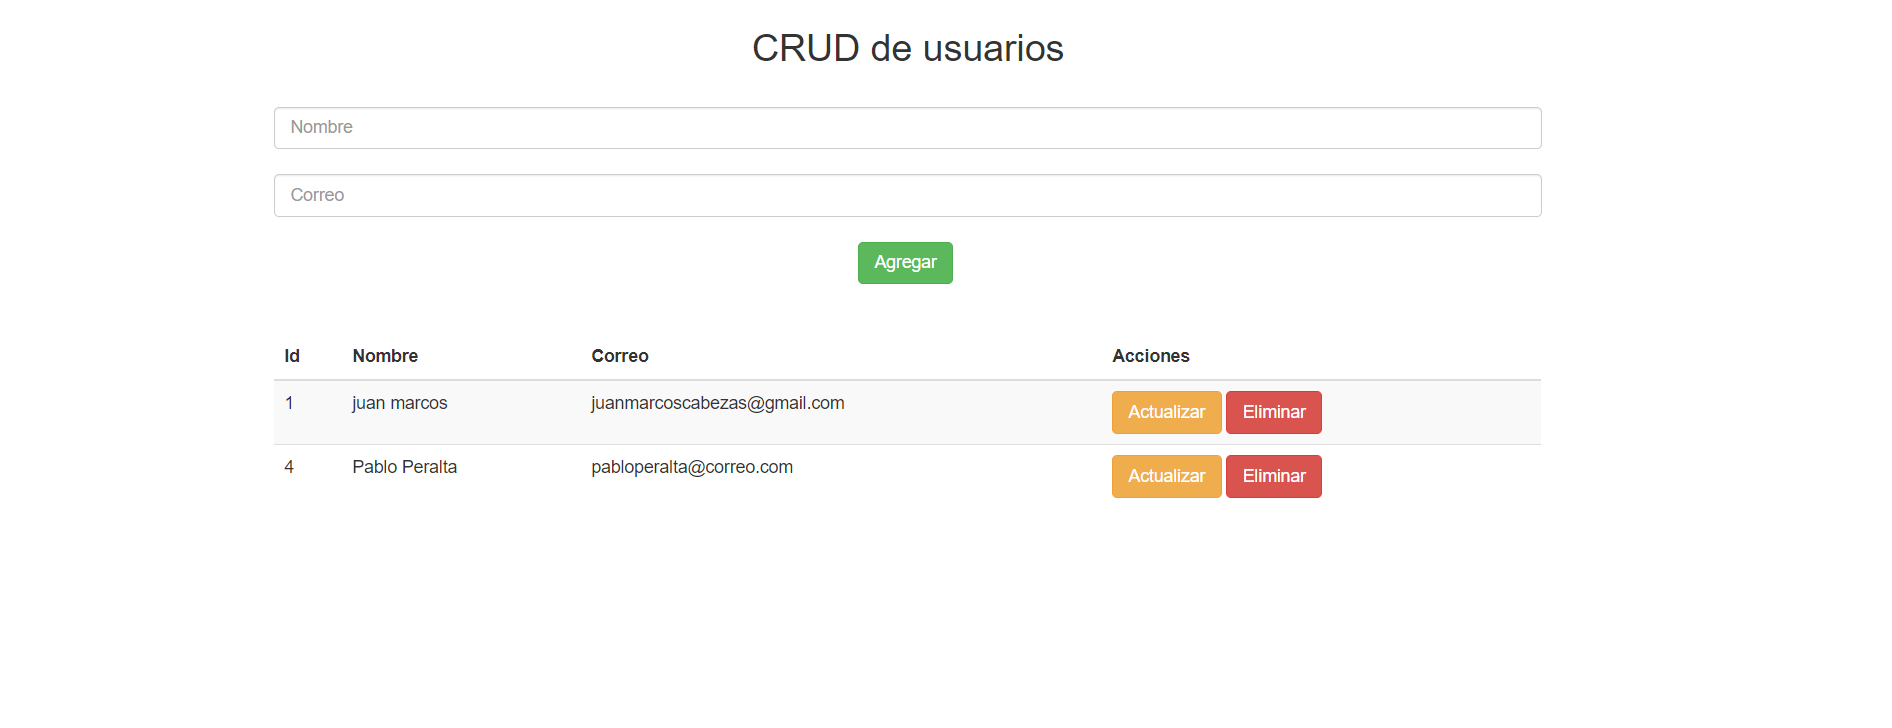 CRUD de usuarios
Nombre
Correo
Agregar
Id Nombre Correo Acciones
1 juan marcos juanmarcoscabezas@gmail.com Actualizar Eliminar
4 Pablo Peralta pabloperalta@correo.com Actualizar Eliminar